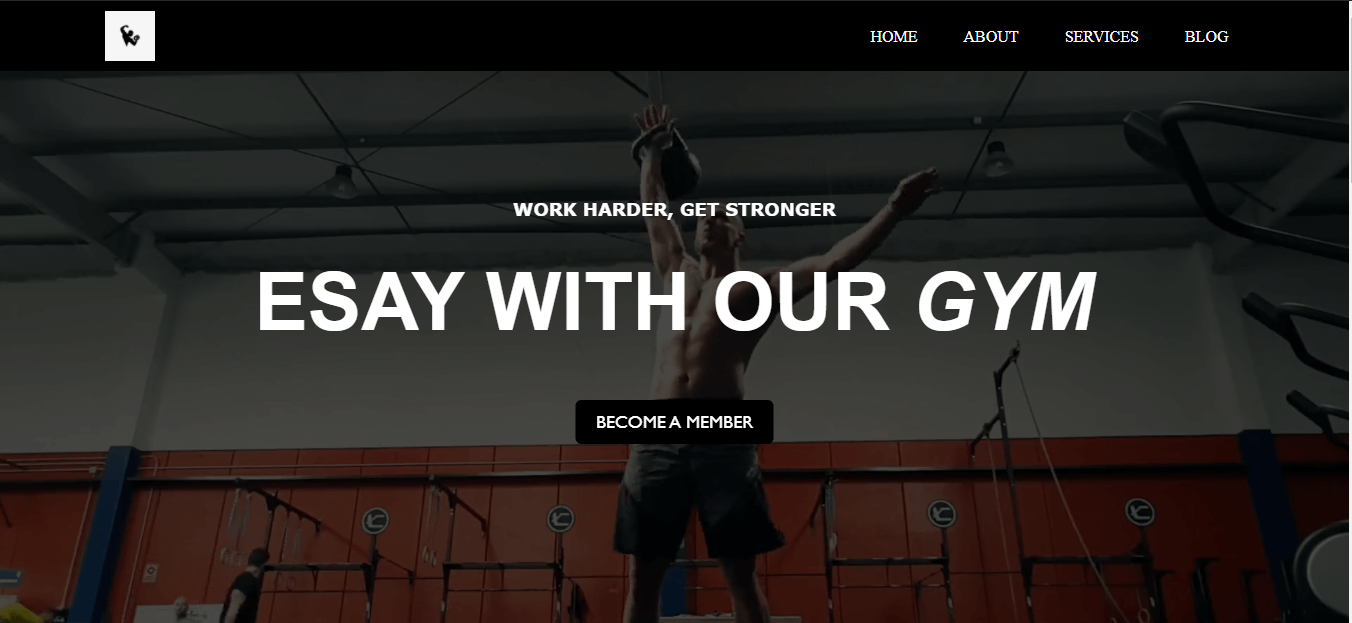 HOME ABOUT SERVICES BLOG
WORK HARDER, GET STRONGER
ESAY WITH OUR GYM
BECOME A MEMBER